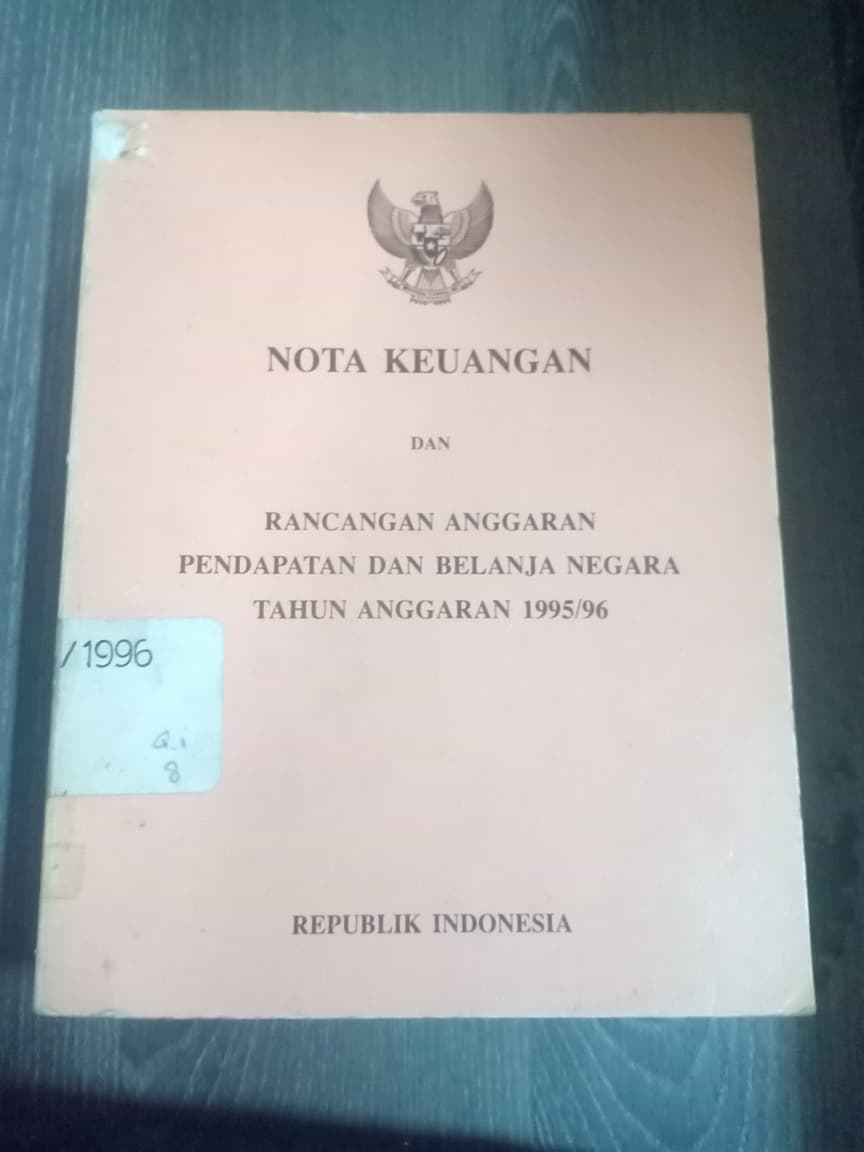 NOTA KEUANGAN
DAN
RANCANGAN ANGGARAN
PENDAPATAN DAN BELANJA NEGARA
TAHUN ANGGARAN 1995/96
/1996
8
REPUBLIK INDONESIA